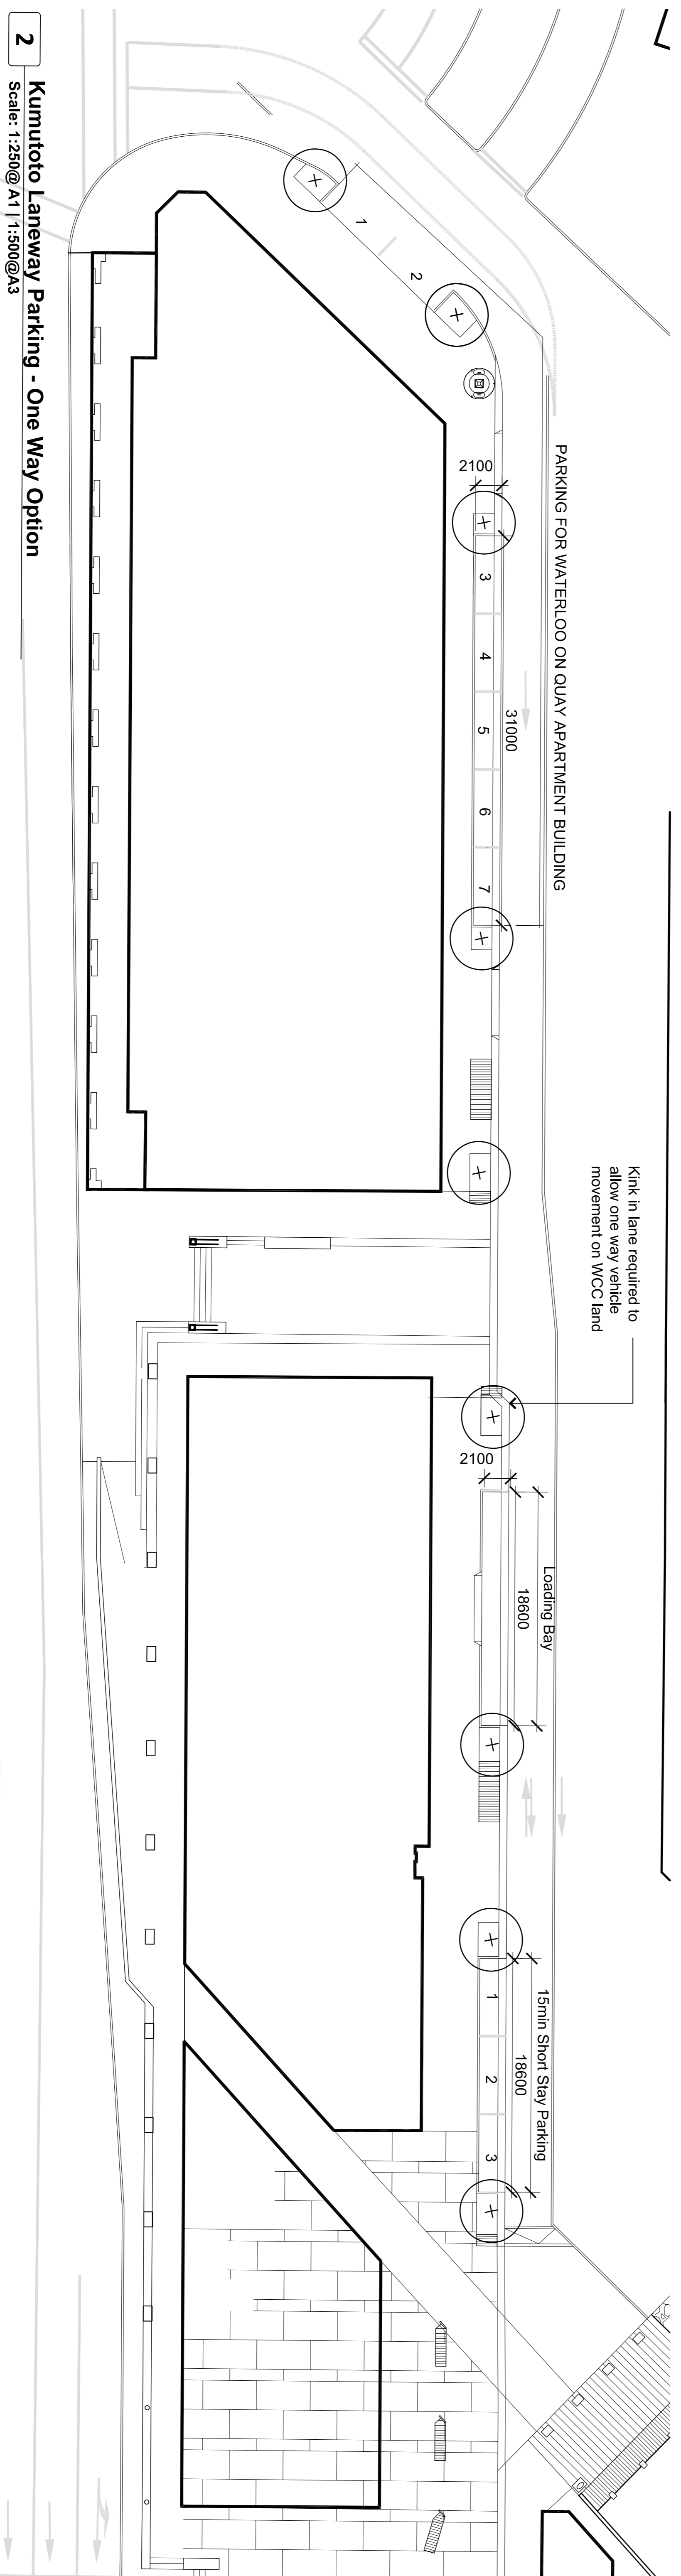 2
Kumutoto Laneway Parking - One Way Option
Scale: 1:250@ A1 | 1:500@A3
1
2
PARKING FOR WATERLOO ON QUAY APARTMENT BUILDING
2100
3
4
5
6
7
31000
Kink in lane required to
allow one way vehicle
movement on WCC land
2100
Loading Bay
18600
15min Short Stay Parking
18600
1
2
3